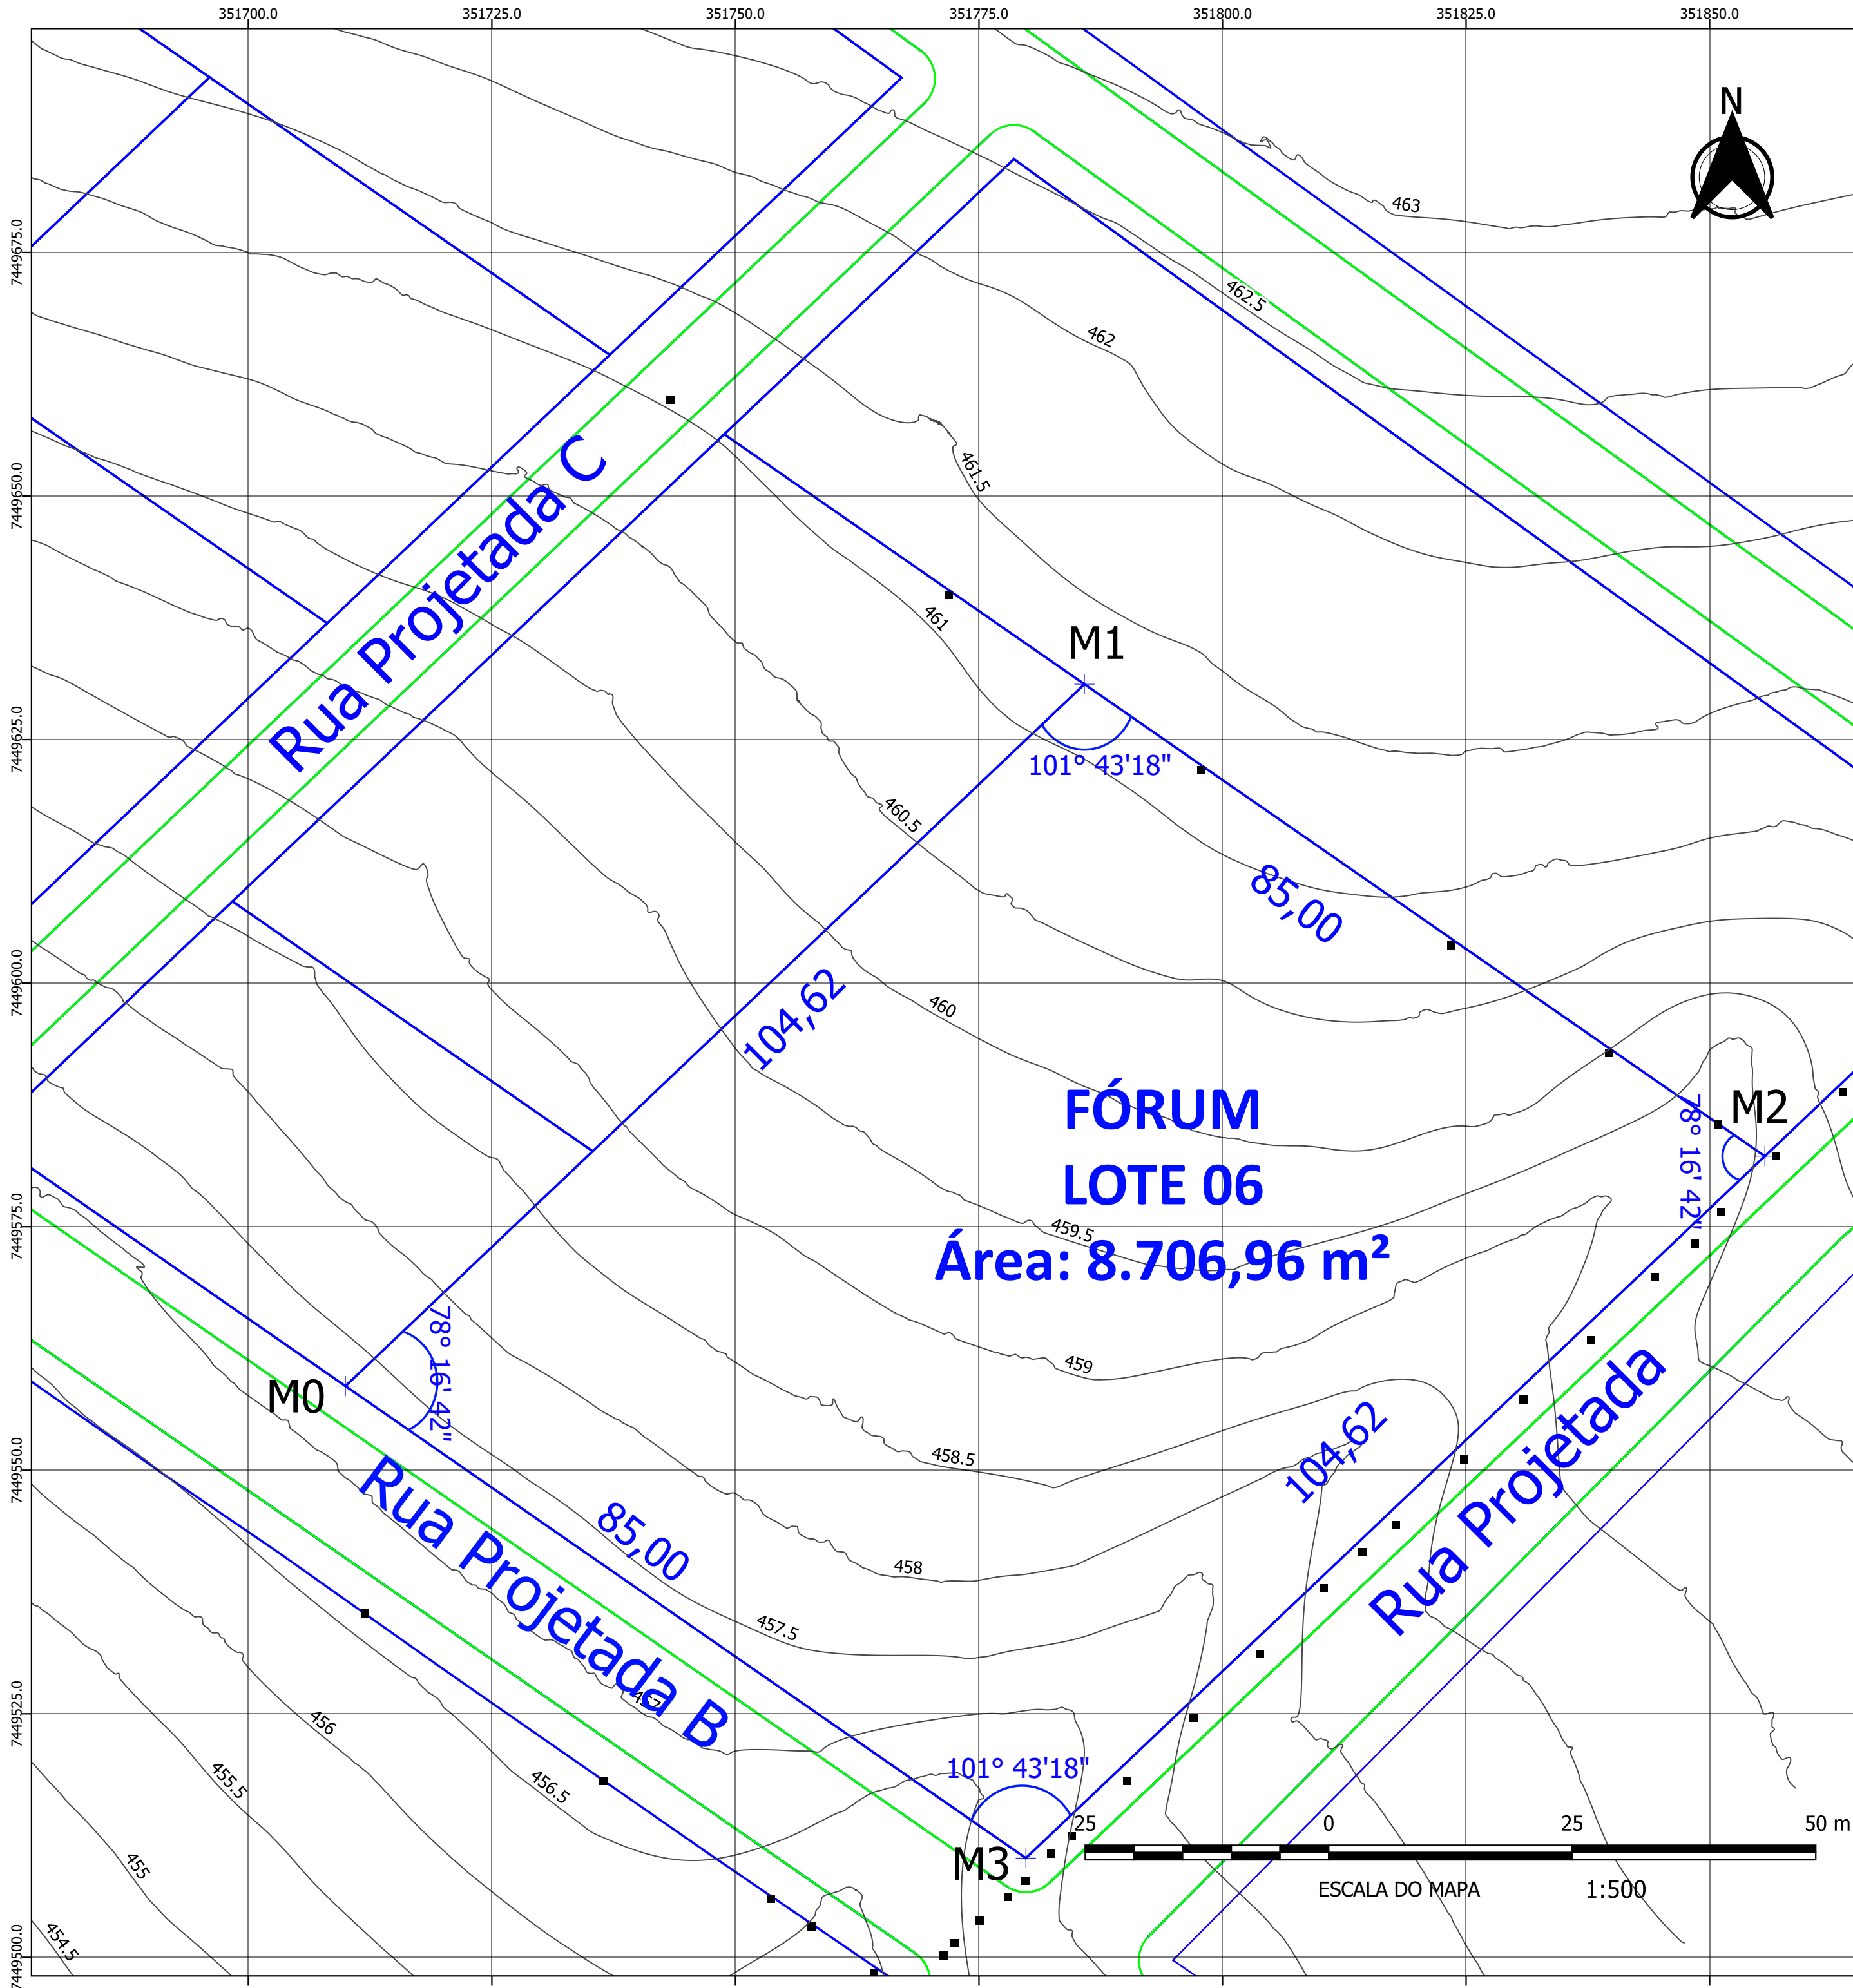 351700.0 351725.0 351750.0 351775.0 351800.0 351825.0 351850.0
N
463
7449675.0
462.5
462
Rua Projetada C
461.5
7449650.0
461
M1
7449625.0
101° 43'18"
460.5
85,00
7449600.0
104,62
460
FÓRUM
M2
78° 16' 42"
LOTE 06
7449575.0
459.5
Área: 8.706,96 m²
78° 16' 42"
459
M0
Rua Projetada
104,62
7449550.0
458.5
Rua Projetada B
85,00
458
457.5
457
7449525.0
456
455.5
456.5
101° 43'18"
455
M3
25 0 25 50 m
ESCALA DO MAPA 1:500
454.5
7449500.0